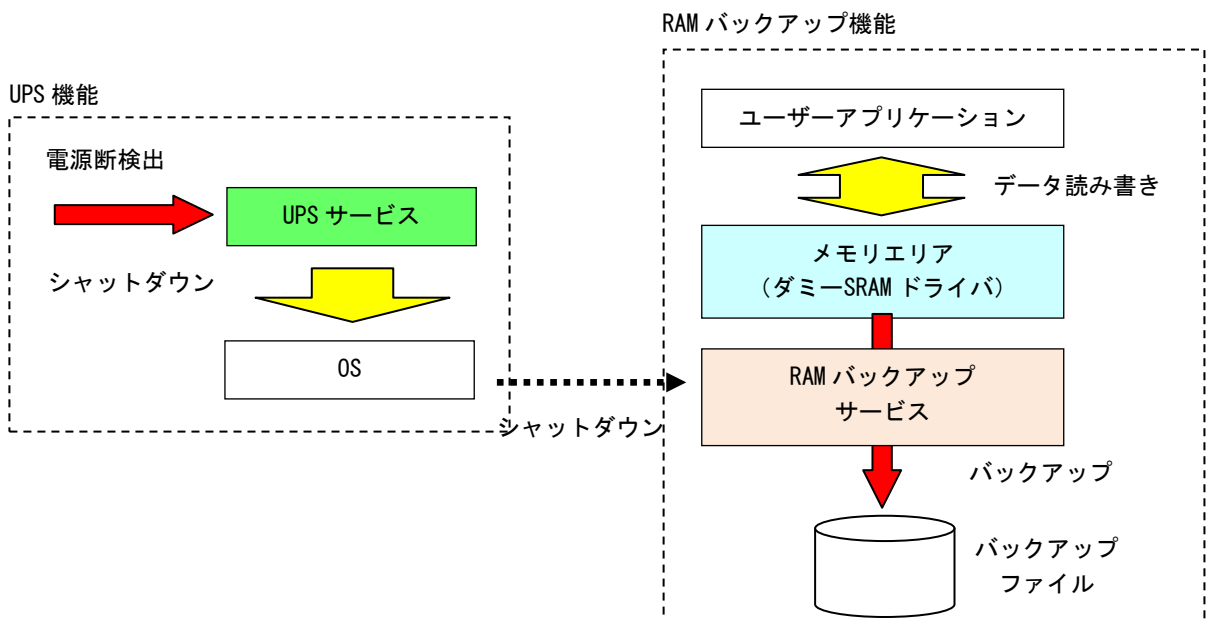 RAM バックアップ機能
UPS 機能
電源断検出
UPS サービス
シャットダウン
OS
シャットダウン
ユーザーアプリケーション
データ読み書き
メモリエリア
（ダミーSRAM ドライバ）
RAM バックアップ
サービス
バックアップ
バックアップ
ファイル